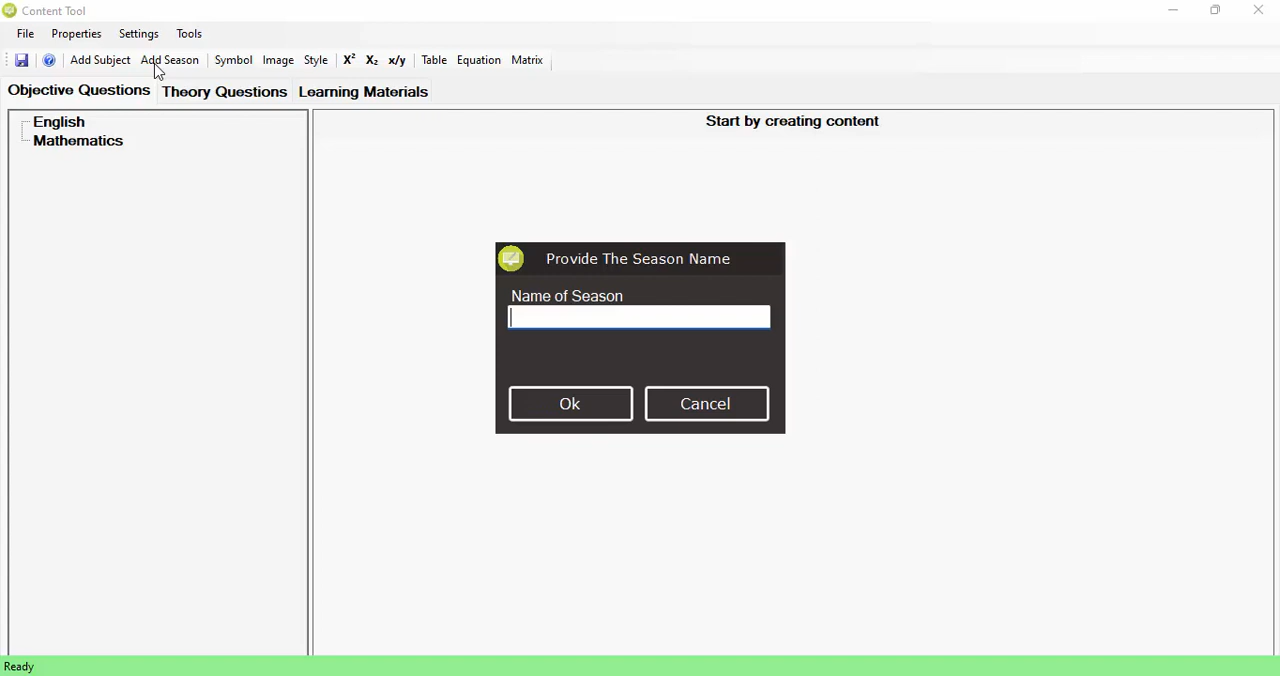 Content Tool
File Properties Settings Tools
Add Subject Add Season Symbol Image Style X² X₂ x/y Table Equation Matrix
Objective Questions Theory Questions Learning Materials
English
Mathematics
Start by creating content
Provide The Season Name
Name of Season
Ok Cancel
Ready